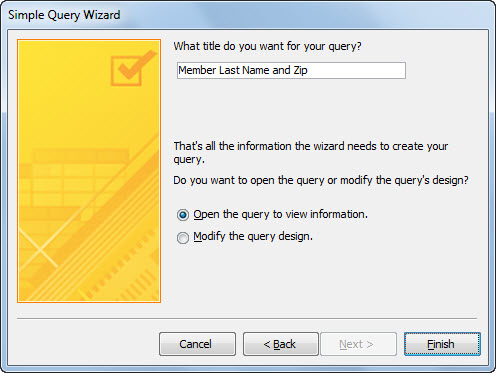 Simple Query Wizard
What title do you want for your query?
Member Last Name and Zip
That's all the information the wizard needs to create your
query.
Do you want to open the query or modify the query's design?
Open the query to view information.
Modify the query design.
Cancel
< Back
Next >
Finish